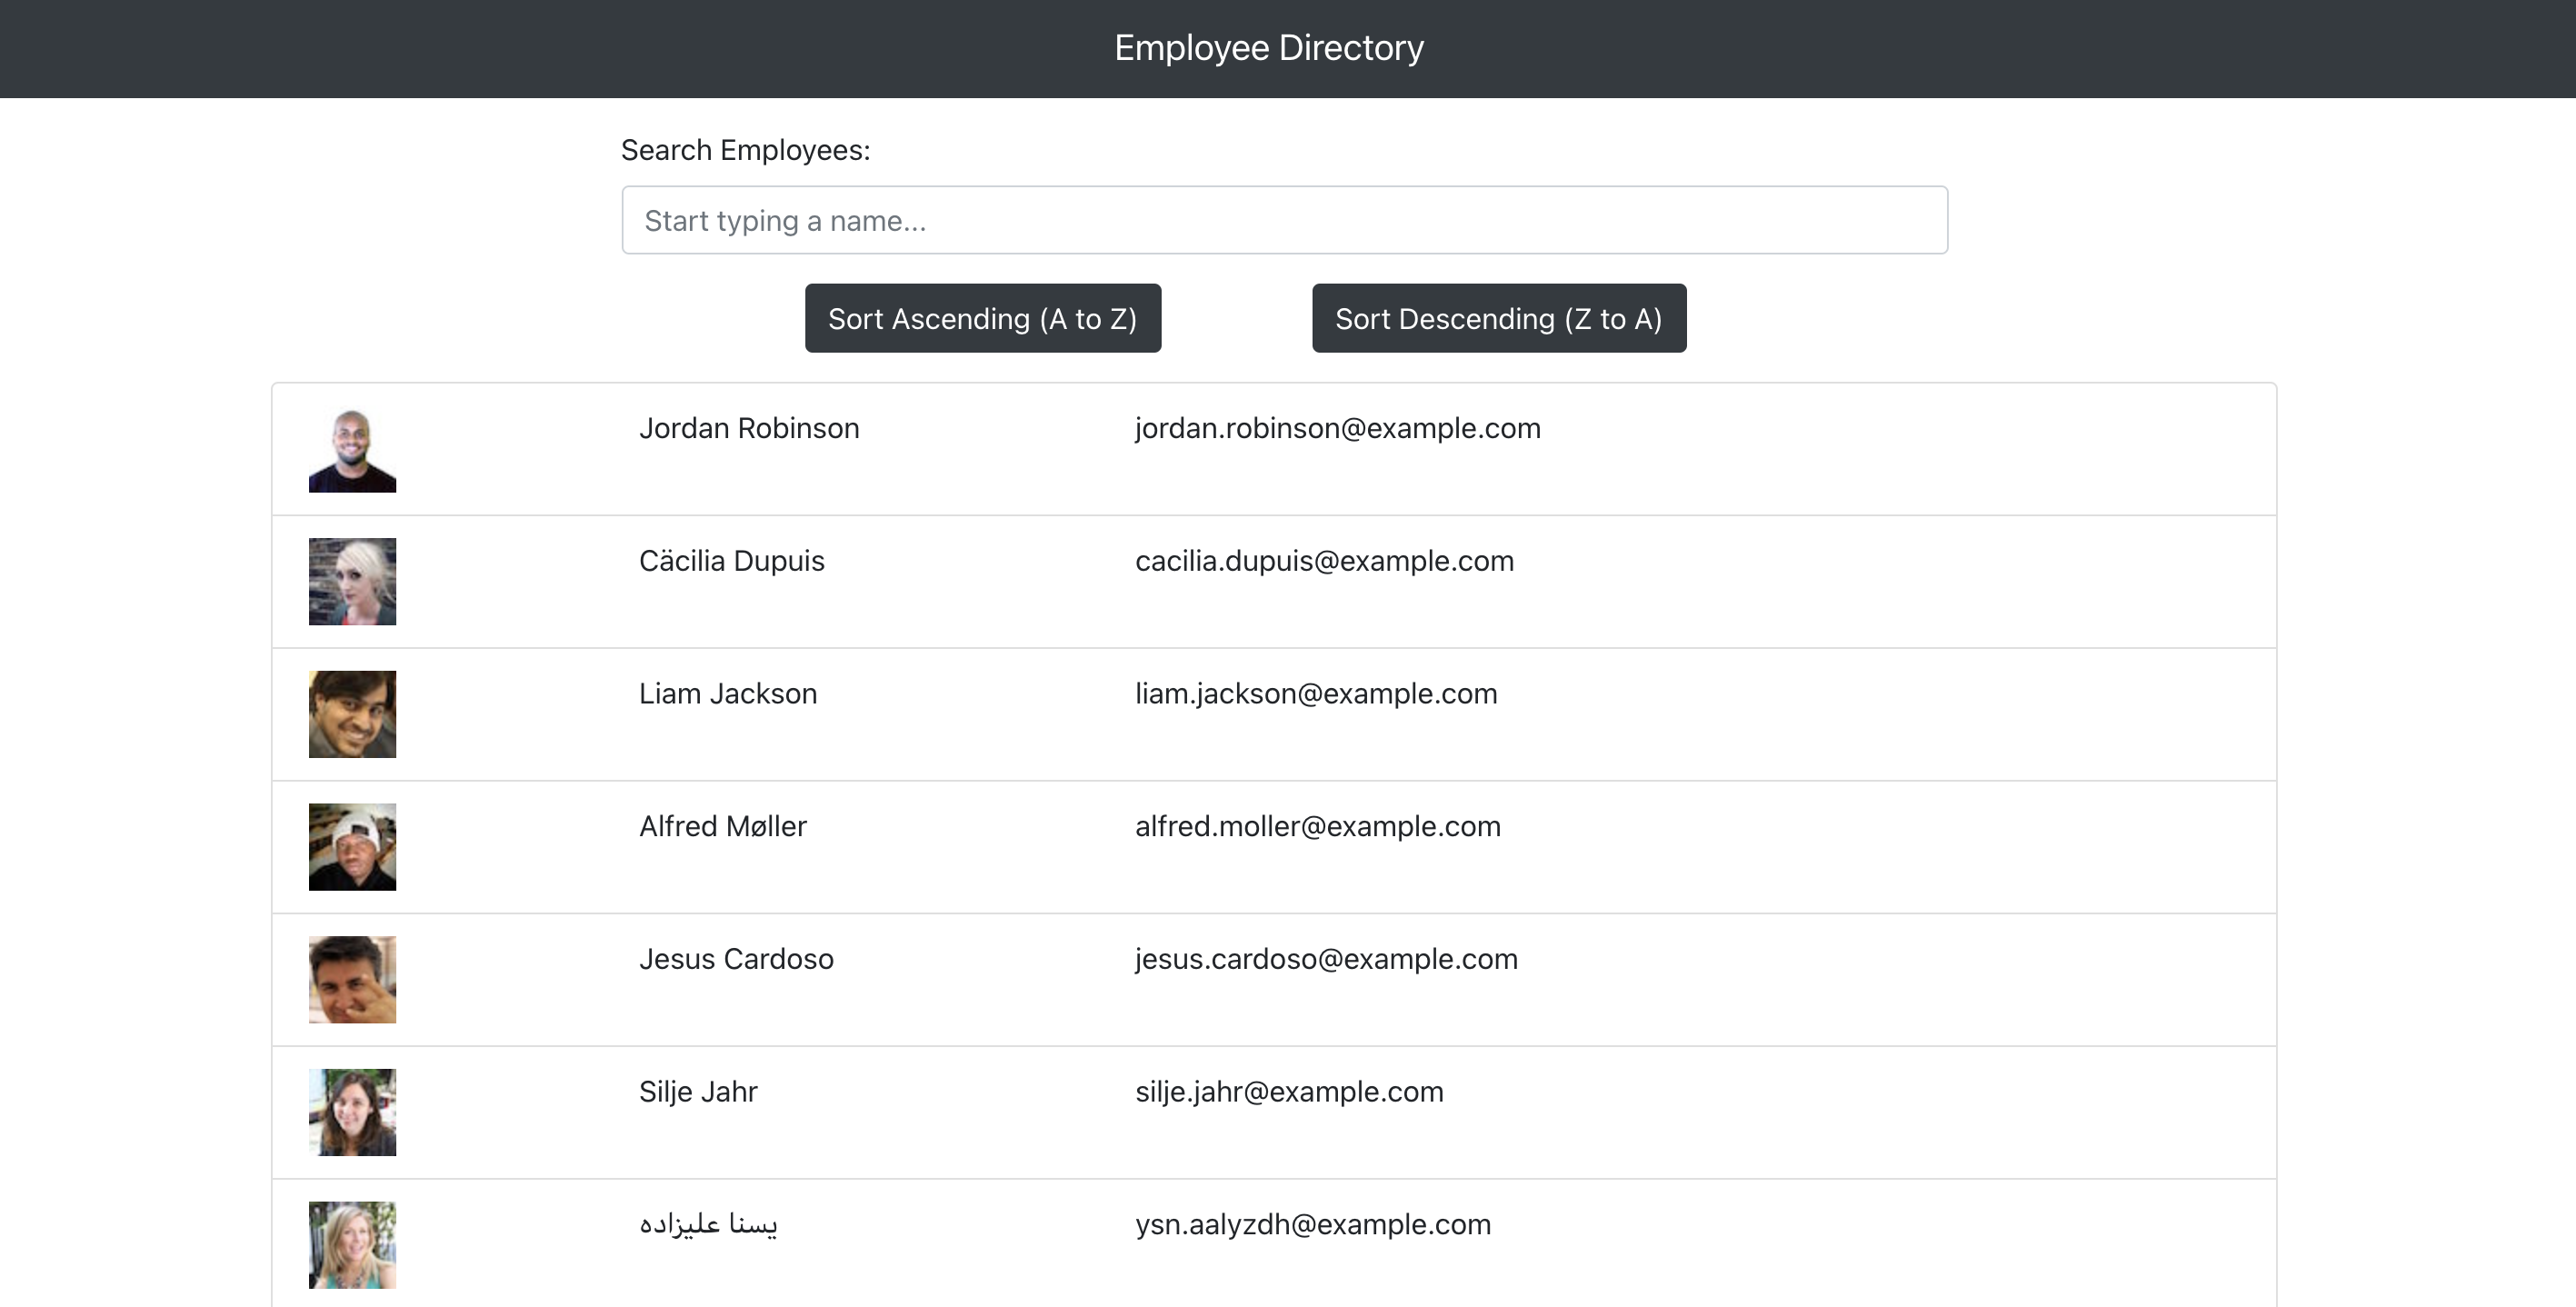 Employee Directory
Search Employees:
Start typing a name...
Sort Ascending (A to Z) Sort Descending (Z to A)
Jordan Robinson jordan.robinson@example.com
Cäcilia Dupuis cacilia.dupuis@example.com
Liam Jackson liam.jackson@example.com
Alfred Møller alfred.moller@example.com
Jesus Cardoso jesus.cardoso@example.com
Silje Jahr silje.jahr@example.com
یسنا علیزاده ysn.aalyzdh@example.com